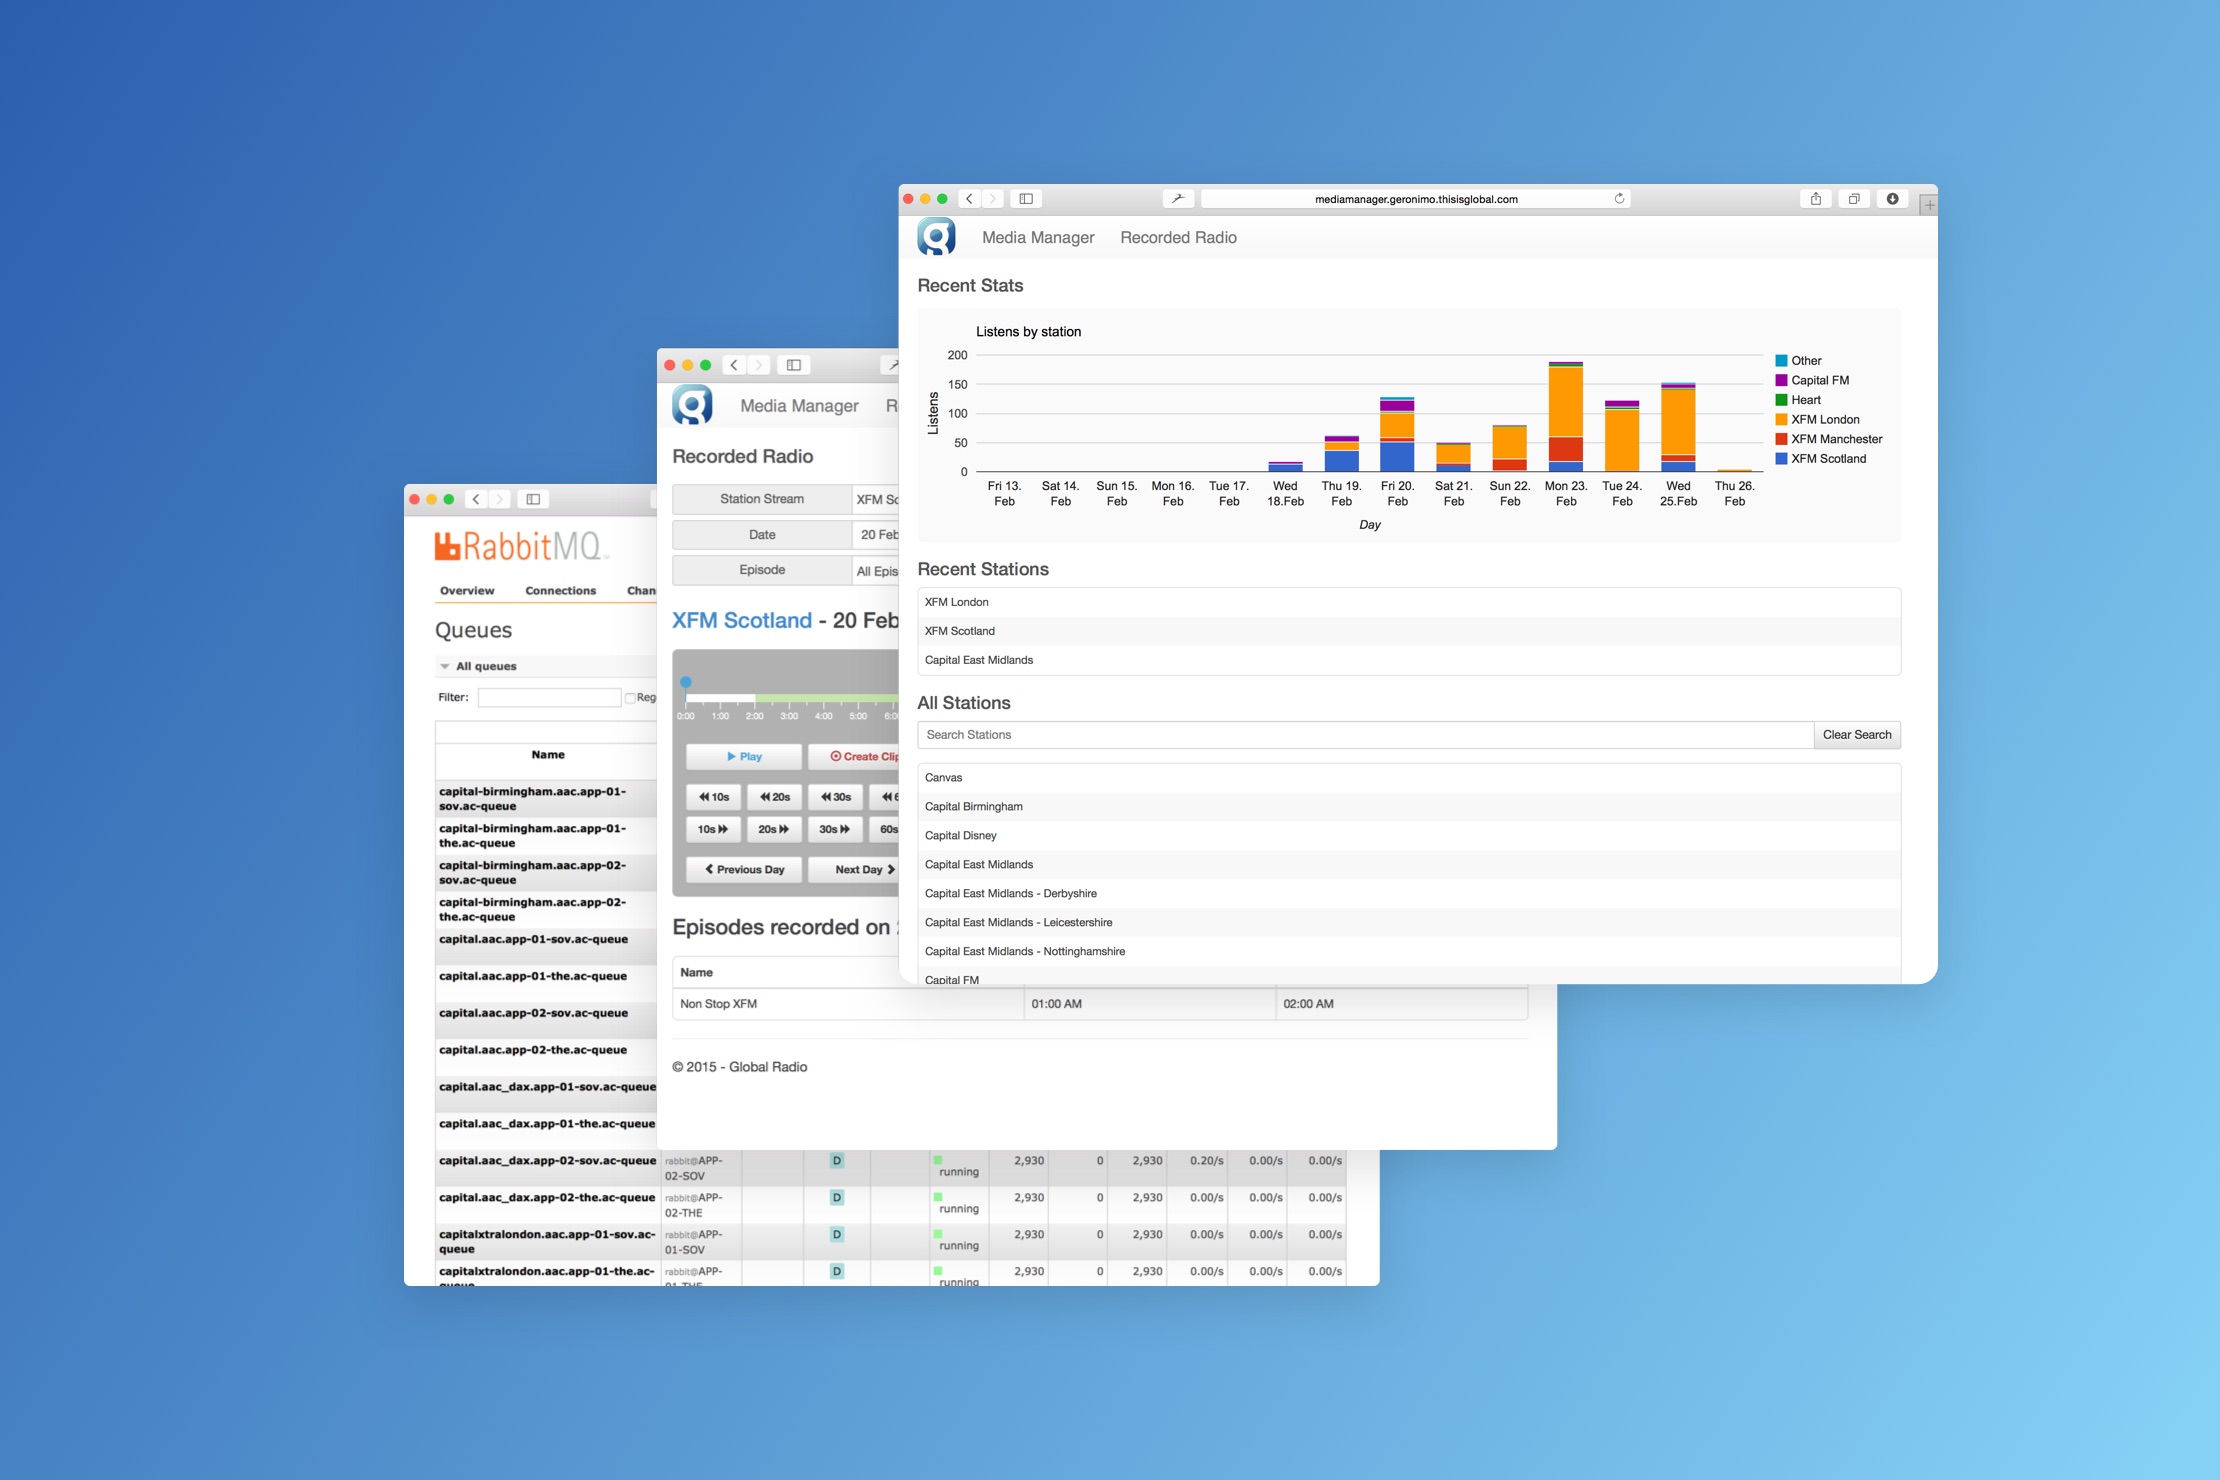 mediamanager.geronimo.thisisglobal.com
Media Manager Recorded Radio
Recent Stats
Listens by station
200
150
100
50
0
Listens
Other
Capital FM
Heart
XFM London
XFM Manchester
XFM Scotland
Fri 13. Feb
Sat 14. Feb
Sun 15. Feb
Mon 16. Feb
Tue 17. Feb
Wed 18.Feb
Thu 19. Feb
Fri 20. Feb
Sat 21. Feb
Sun 22. Feb
Mon 23. Feb
Tue 24. Feb
Wed 25.Feb
Thu 26. Feb
Day
Recent Stations
XFM London
XFM Scotland
Capital East Midlands
All Stations
Search Stations Clear Search
Canvas
Capital Birmingham
Capital Disney
Capital East Midlands
Capital East Midlands - Derbyshire
Capital East Midlands - Leicestershire
Capital East Midlands - Nottinghamshire
Capital FM
Media Manager R
Recorded Radio
Station Stream XFM Sc
Date 20 Feb
Episode All Epis
XFM Scotland - 20 Feb
0:00 1:00 2:00 3:00 4:00 5:00 6:0
Play Create Clip
10s 20s 30s 6
10s 20s 30s 60s
Previous Day Next Day
Episodes recorded on
Name
Non Stop XFM 01:00 AM 02:00 AM
© 2015 - Global Radio
RabbitMQ
Overview Connections Chan
Queues
All queues
Filter: Reg
Name
capital-birmingham.aac.app-01-
sov.ac-queue
capital-birmingham.aac.app-01-
the.ac-queue
capital-birmingham.aac.app-02-
sov.ac-queue
capital-birmingham.aac.app-02-
the.ac-queue
capital.aac.app-01-sov.ac-queue
capital.aac.app-01-the.ac-queue
capital.aac.app-02-sov.ac-queue
capital.aac.app-02-the.ac-queue
capital.aac_dax.app-01-sov.ac-queue
capital.aac_dax.app-01-the.ac-queue
capital.aac_dax.app-02-sov.ac-queue rabbit@APP-02-SOV D running 2,930 0 2,930 0.20/s 0.00/s 0.00/s
capital.aac_dax.app-02-the.ac-queue rabbit@APP-02-THE D running 2,930 0 2,930 0.00/s 0.00/s 0.00/s
capitalxtralondon.aac.app-01-sov.ac-queue rabbit@APP-01-SOV D running 2,930 0 2,930 0.00/s 0.00/s 0.00/s
capitalxtralondon.aac.app-01-the.ac-queue rabbit@APP-01-THE D running 2,930 0 2,930 0.00/s 0.00/s 0.00/s